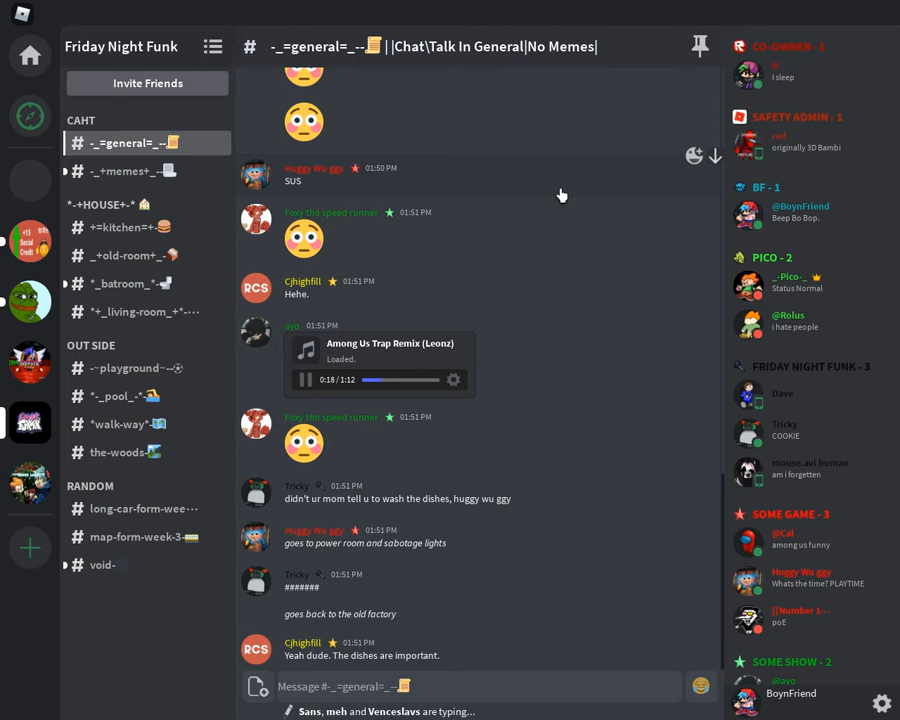 Friday Night Funk
Invite Friends
CAHT
# -_=general=_--📜
# -_+memes+_--📃
*-+HOUSE+-* 🏠
# +=kitchen=+-🍔
# _+old-room+_-🪓
# *_batroom_*-🚽
# *+_living-room_+*-···
OUT SIDE
# -~playground~--⚽
# *-_pool_-*-🏊
# *walk-way*-🗺️
# the-woods-🏞️
RANDOM
# long-car-form-wee···
# map-form-week-3-🚃
# void-
# -_=general=_--📜 | |Chat\Talk In General|No Memes|
Huggy Wu ggy ★ 01:50 PM
SUS
Foxy the speed runner ★ 01:51 PM
Cjhighfill ★ 01:51 PM
RCS
Hehe.
ayo 01:51 PM
Among Us Trap Remix (Leonz)
Loaded.
0:18 / 1:12
Foxy the speed runner ★ 01:51 PM
Tricky 01:51 PM
didn't ur mom tell u to wash the dishes, huggy wu ggy
Huggy Wu ggy ★ 01:51 PM
goes to power room and sabotage lights
Tricky 01:51 PM
#######
goes back to the old factory
Cjhighfill ★ 01:51 PM
RCS
Yeah dude. The dishes are important.
Message #-_=general=_--📜
Sans, meh and Venceslavs are typing...
CO-OWNER - 1
I sleep
SAFETY ADMIN - 1
red
originally 3D Bambi
BF - 1
@BoynFriend
Beep Bo Bop.
PICO - 2
_-Pico-_
Status Normal
@Rolus
i hate people
FRIDAY NIGHT FUNK - 3
Dave
Tricky
COOKIE
mouse.avi human
am i forgotten
SOME GAME - 3
@Cal
among us funny
Huggy Wu ggy
Whats the time? PLAYTIME
[[Number 1--
poE
SOME SHOW - 2
@ayo
BoynFriend
+15
Social
Credit